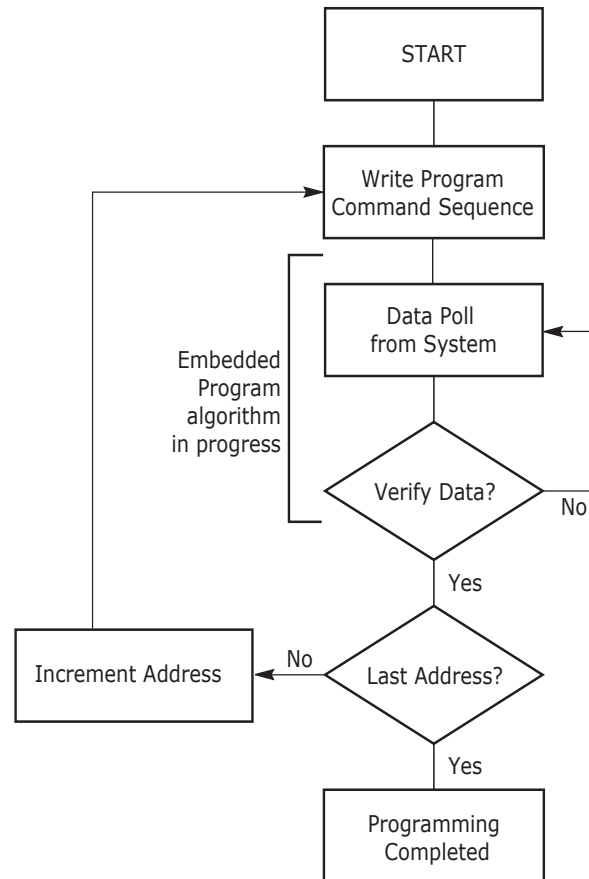 START
Write Program
Command Sequence
Data Poll
from System
Embedded
Program
algorithm
in progress
Verify Data?
No
Yes
Increment Address
No
Last Address?
Yes
Programming
Completed